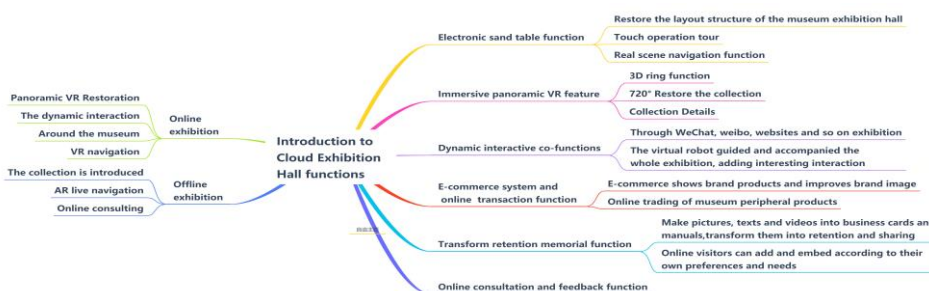 Restore the layout structure of the museum exhibition hall
Electronic sand table function
Touch operation tour
Real scene navigation function
3D ring function
Immersive panoramic VR feature
720° Restore the collection
Collection Details
Panoramic VR Restoration
The dynamic interaction
Around the museum
VR navigation
Online
exhibition
The collection is introduced
AR live navigation
Online consulting
Offline
exhibition
Introduction to
Cloud Exhibition
Hall functions
Through WeChat, weibo, websites and so on exhibition
Dynamic interactive co-functions
The virtual robot guided and accompanied the
whole exhibition, adding interesting interaction
E-commerce system and
online transaction function
E-commerce shows brand products and improves brand image
Online trading of museum peripheral products
Make pictures, texts and videos into business cards an
manuals,transform them into retention and sharing
Transform retention memorial function
Online visitors can add and embed according to their
own preferences and needs
Online consultation and feedback function